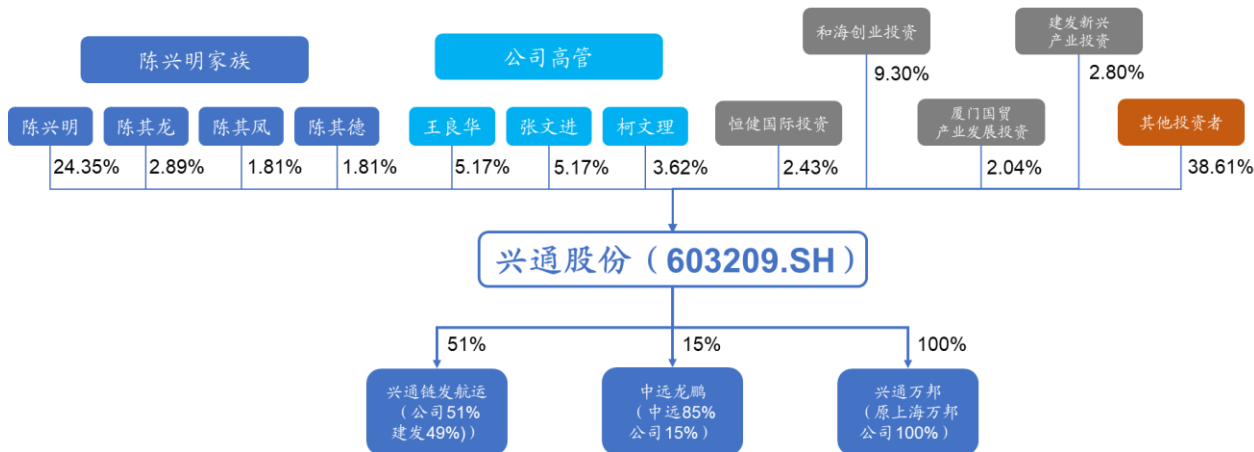 陈兴明家族
公司高管
和海创业投资
建发新兴
产业投资
9.30%
2.80%
陈兴明
陈其龙
陈其凤
陈其德
王良华
张文进
柯文理
恒健国际投资
厦门国贸
产业发展投资
其他投资者
24.35%
2.89%
1.81%
1.81%
5.17%
5.17%
3.62%
2.43%
2.04%
38.61%
兴通股份（603209.SH）
51%
15%
100%
兴通链发航运
（公司51%
建发49%)）
中远龙鹏
（中远85%
公司15%）
兴通万邦
（原上海万邦
公司100%）